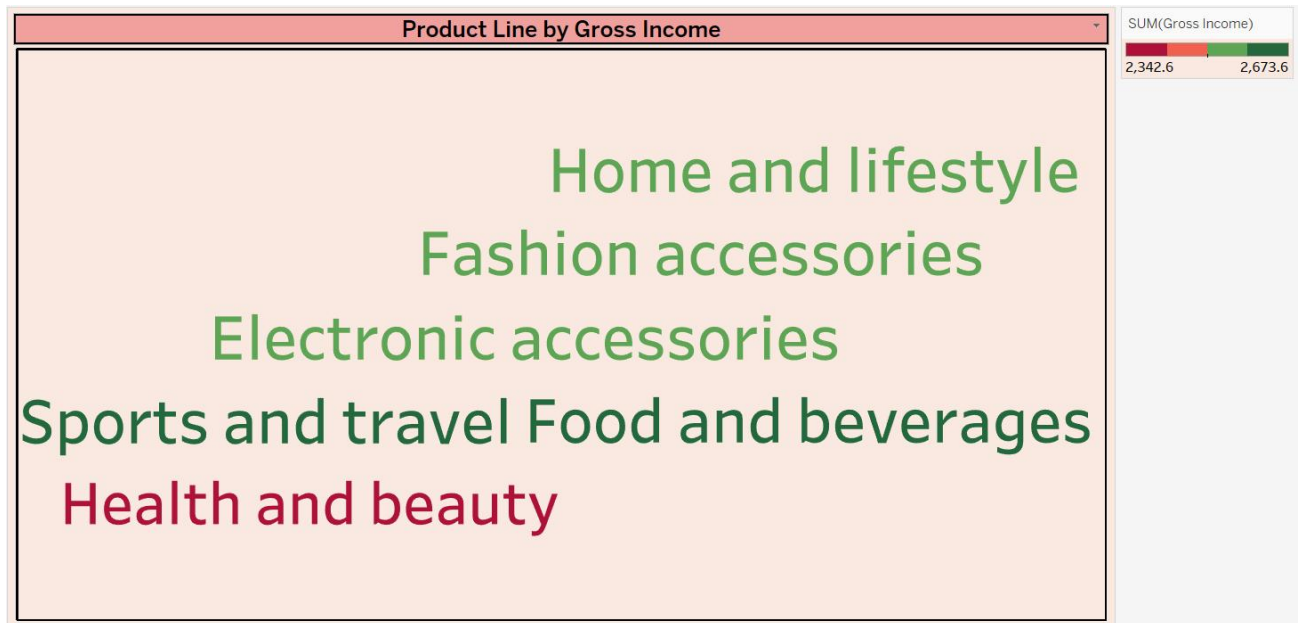 Product Line by Gross Income
Home and lifestyle
Fashion accessories
Electronic accessories
Sports and travel Food and beverages
Health and beauty
SUM(Gross Income)
2,342.6 2,673.6